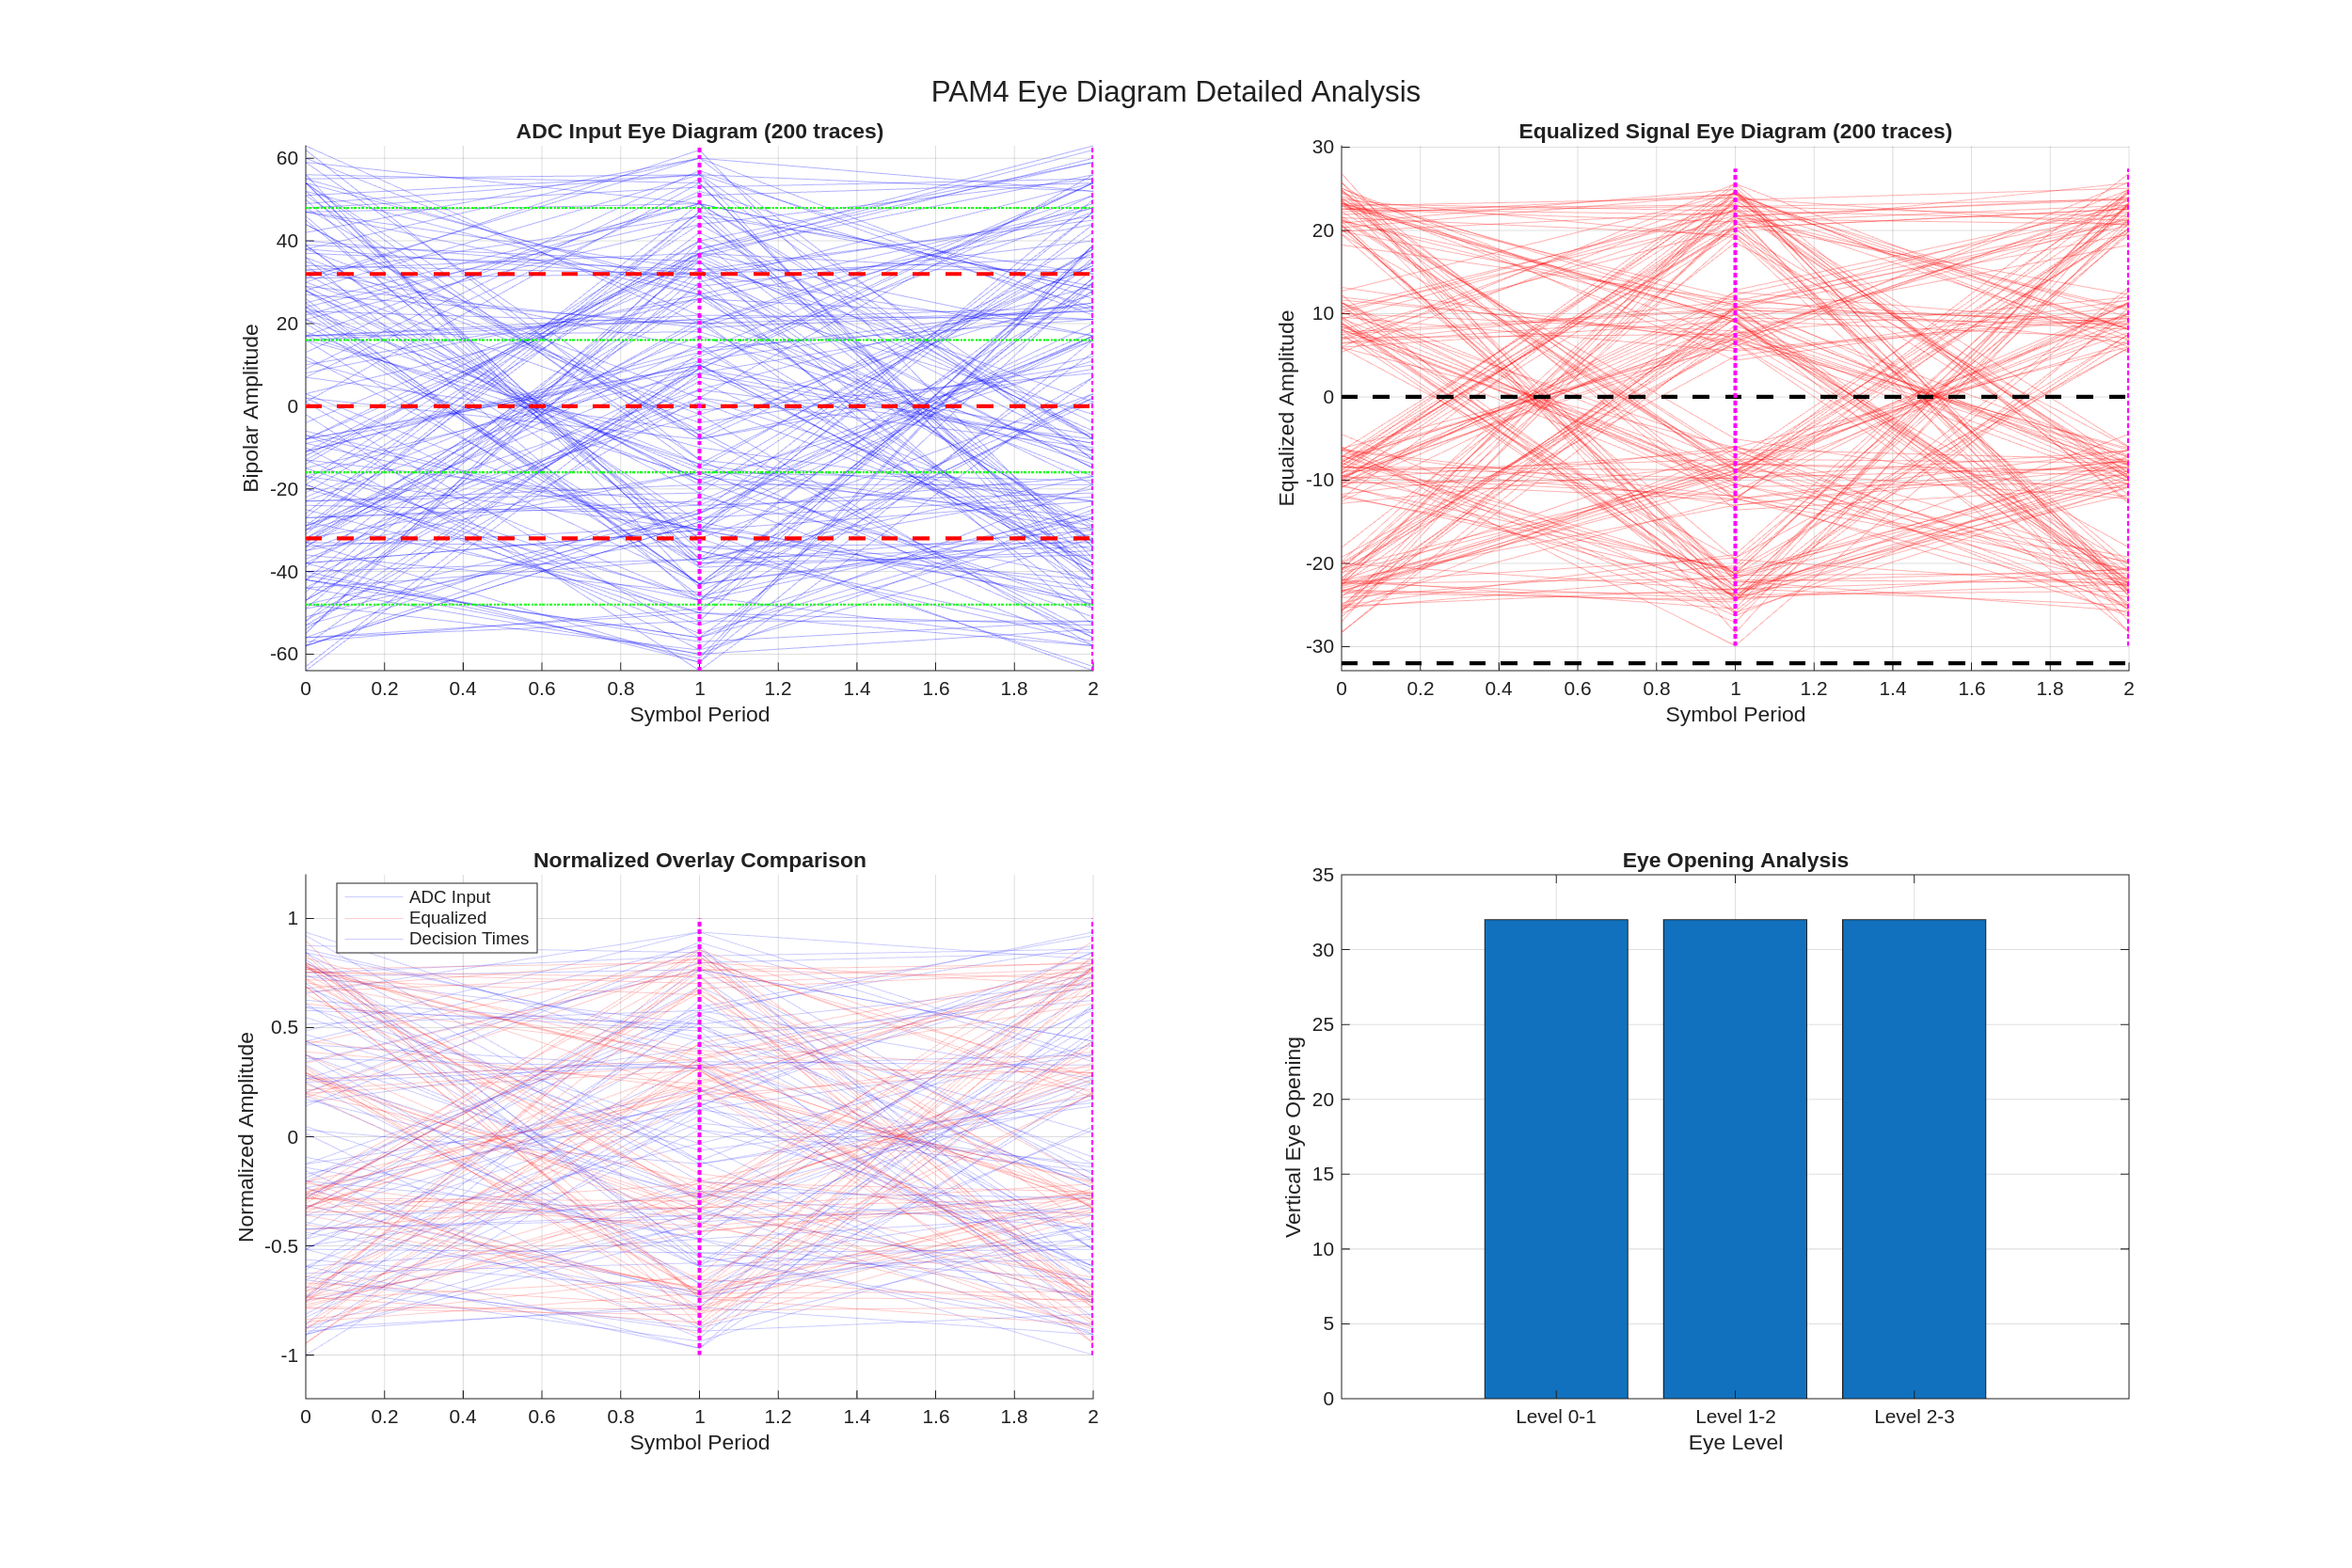 PAM4 Eye Diagram Detailed Analysis
ADC Input Eye Diagram (200 traces)
60
40
20
0
-20
-40
-60
Bipolar Amplitude
0 0.2 0.4 0.6 0.8 1 1.2 1.4 1.6 1.8 2
Symbol Period
Equalized Signal Eye Diagram (200 traces)
30
20
10
0
-10
-20
-30
Equalized Amplitude
0 0.2 0.4 0.6 0.8 1 1.2 1.4 1.6 1.8 2
Symbol Period
Normalized Overlay Comparison
ADC Input
Equalized
Decision Times
1
0.5
0
-0.5
-1
Normalized Amplitude
0 0.2 0.4 0.6 0.8 1 1.2 1.4 1.6 1.8 2
Symbol Period
Eye Opening Analysis
35
30
25
20
15
10
5
0
Vertical Eye Opening
Level 0-1 Level 1-2 Level 2-3
Eye Level